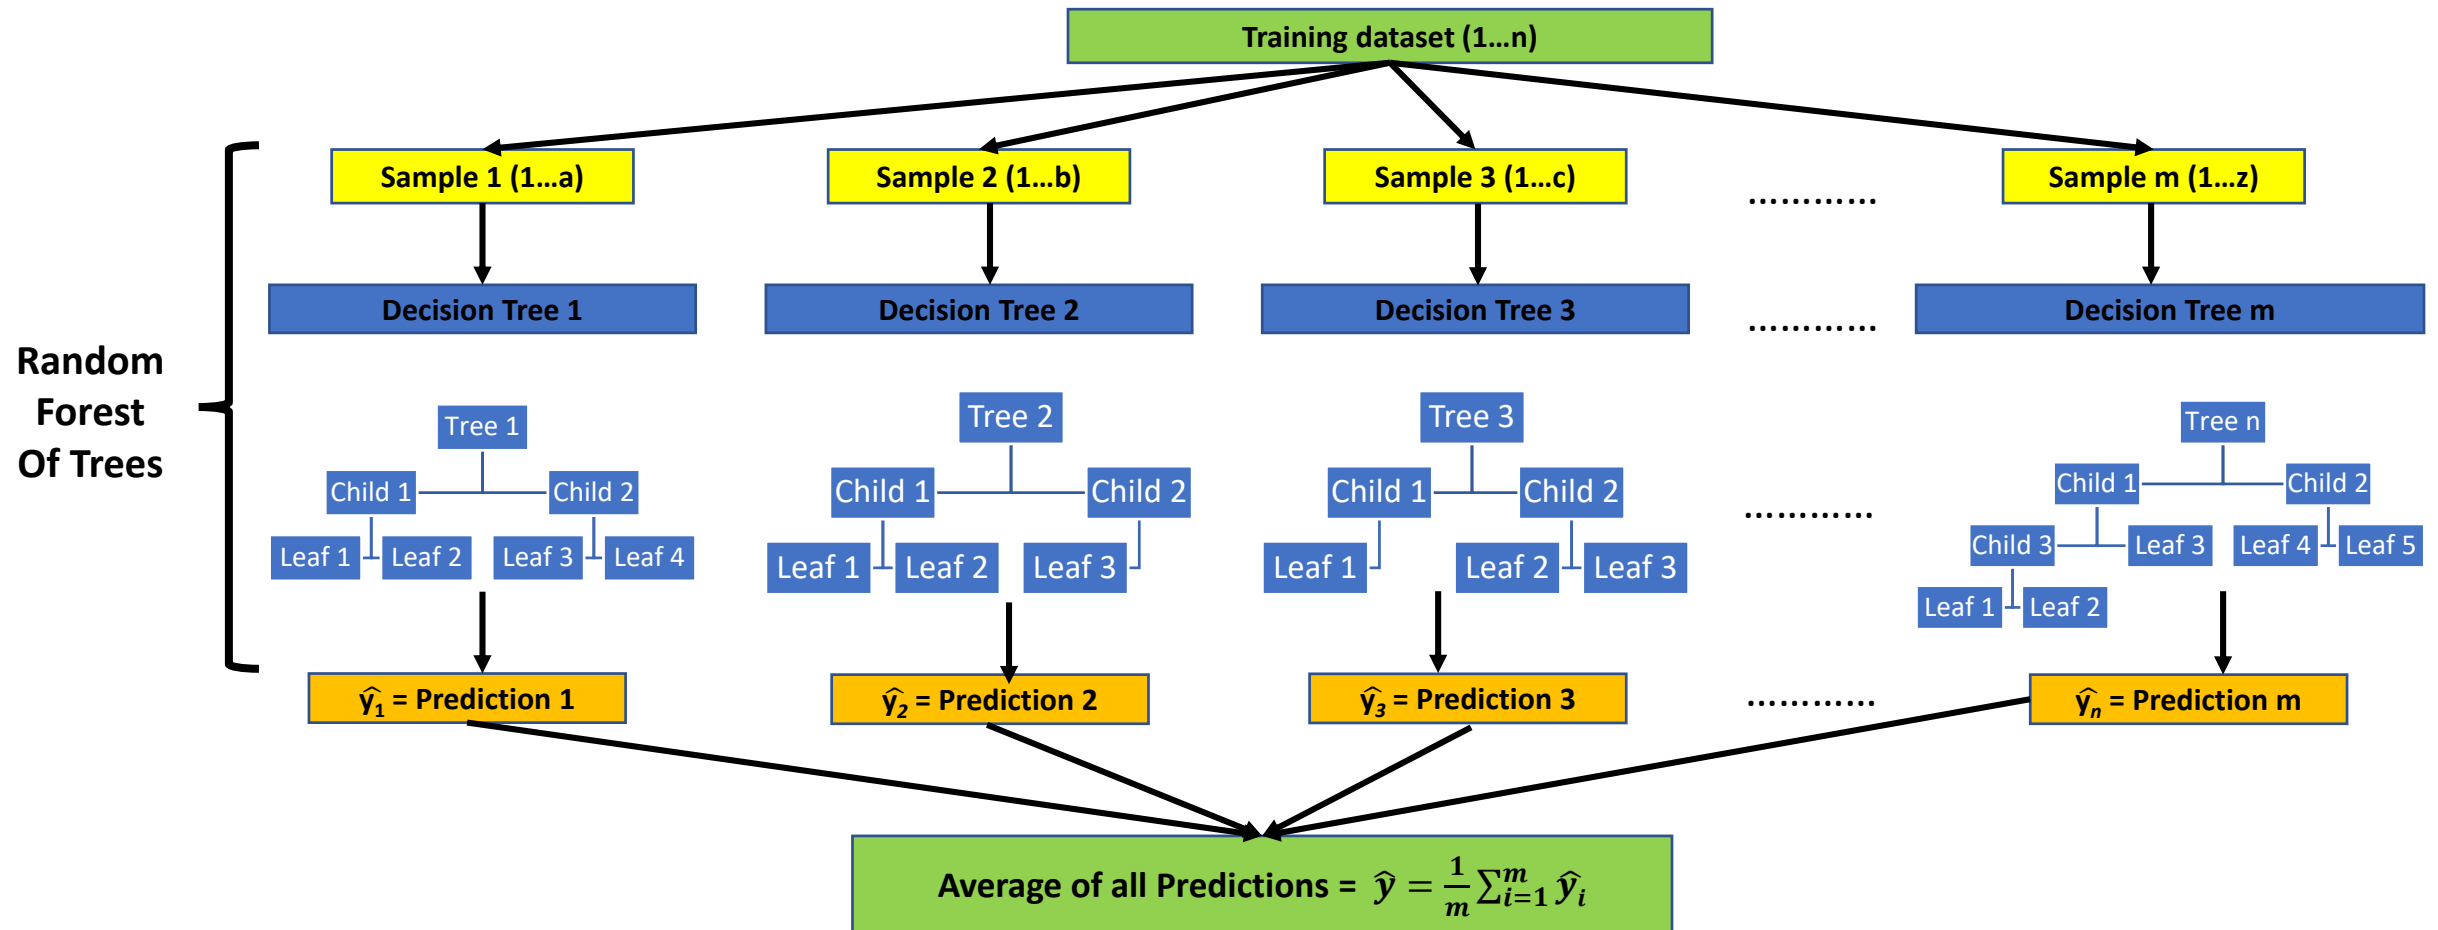 Training dataset (1…n)
Sample 1 (1…a)
Sample 2 (1…b)
Sample 3 (1…c)
…………
Sample m (1…z)
Decision Tree 1
Decision Tree 2
Decision Tree 3
…………
Decision Tree m
Random
Forest
Of Trees
Tree 1
Child 1
Child 2
Leaf 1
Leaf 2
Leaf 3
Leaf 4
Tree 2
Child 1
Child 2
Leaf 1
Leaf 2
Leaf 3
Tree 3
Child 1
Child 2
Leaf 1
Leaf 2
Leaf 3
…………
Tree n
Child 1
Child 2
Child 3
Leaf 3
Leaf 4
Leaf 5
Leaf 1
Leaf 2
ŷ₁ = Prediction 1
ŷ₂ = Prediction 2
ŷ₃ = Prediction 3
…………
ŷₙ = Prediction m
Average of all Predictions = ŷ = 1/m ∑ᵢ₌₁ᵐ ŷᵢ